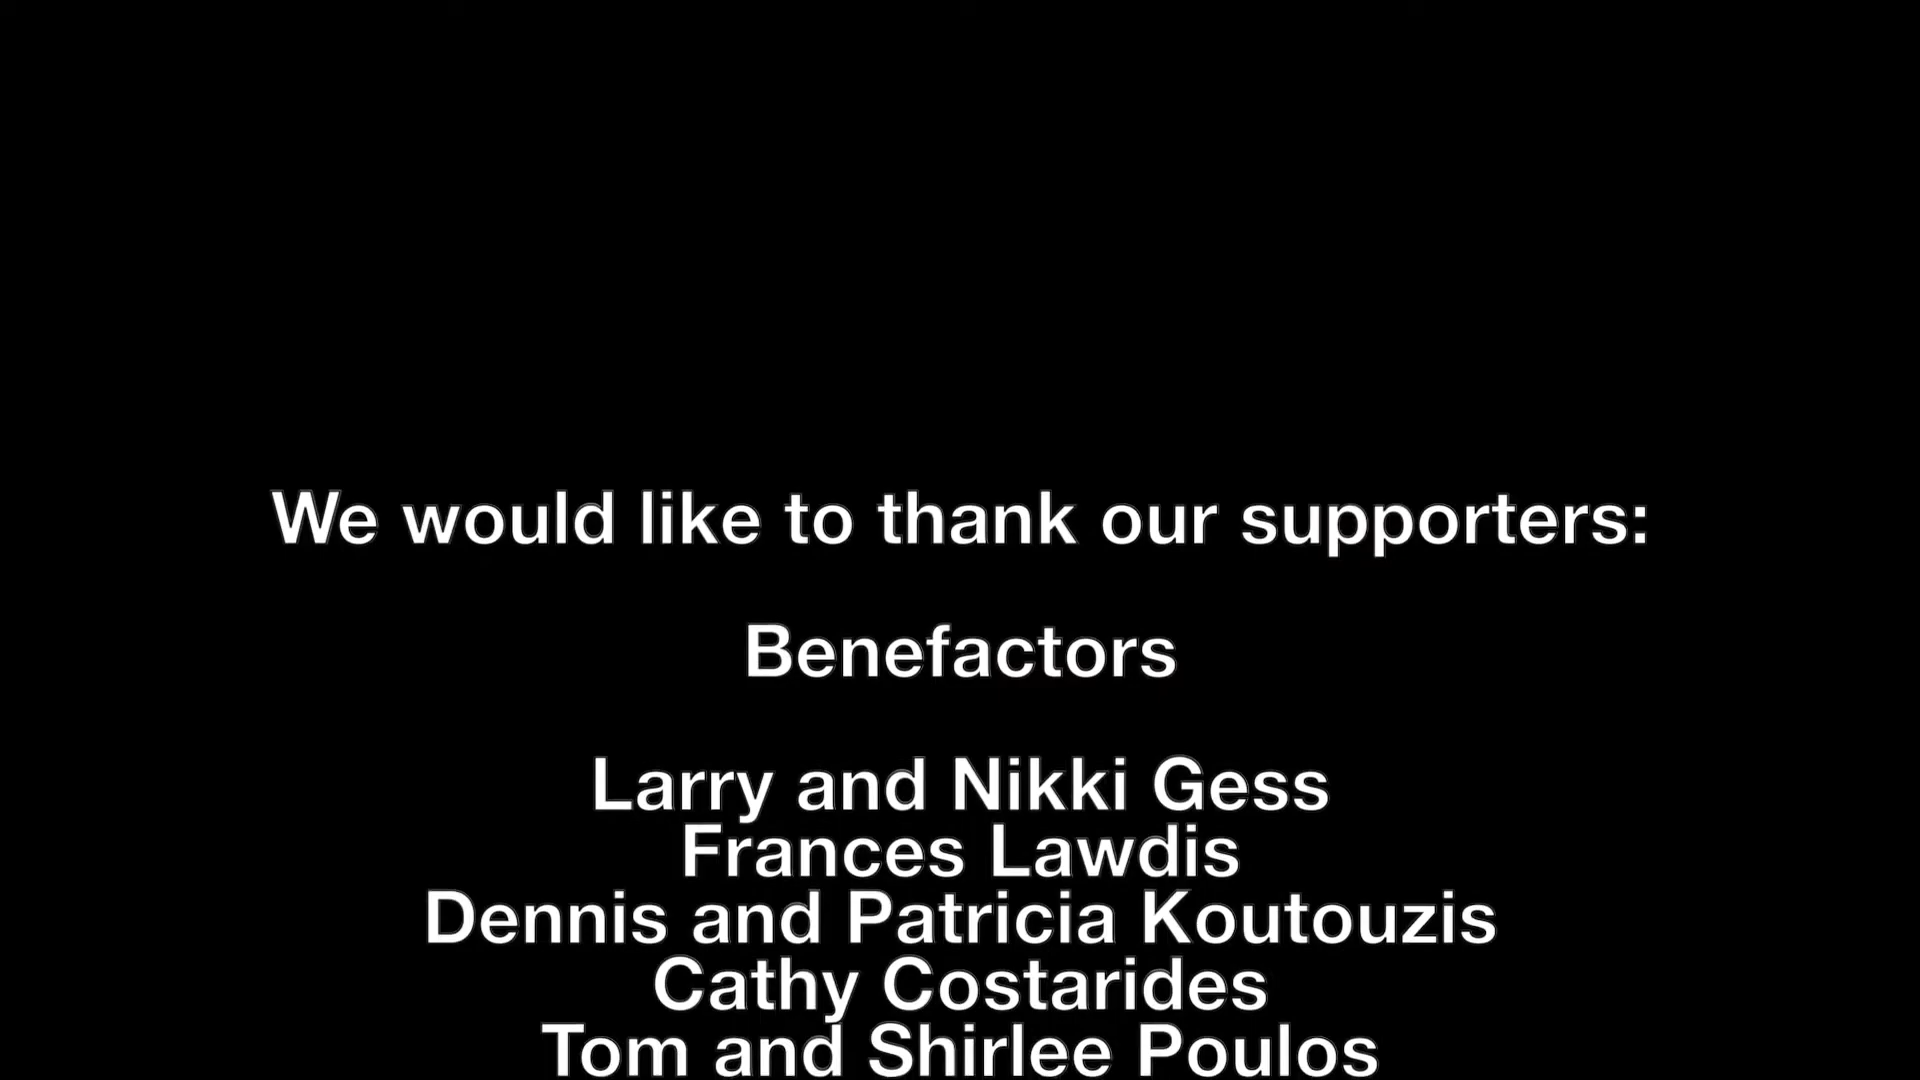 We would like to thank our supporters:
Benefactors
Larry and Nikki Gess
Frances Lawdis
Dennis and Patricia Koutouzis
Cathy Costarides
Tom and Shirlee Poulos